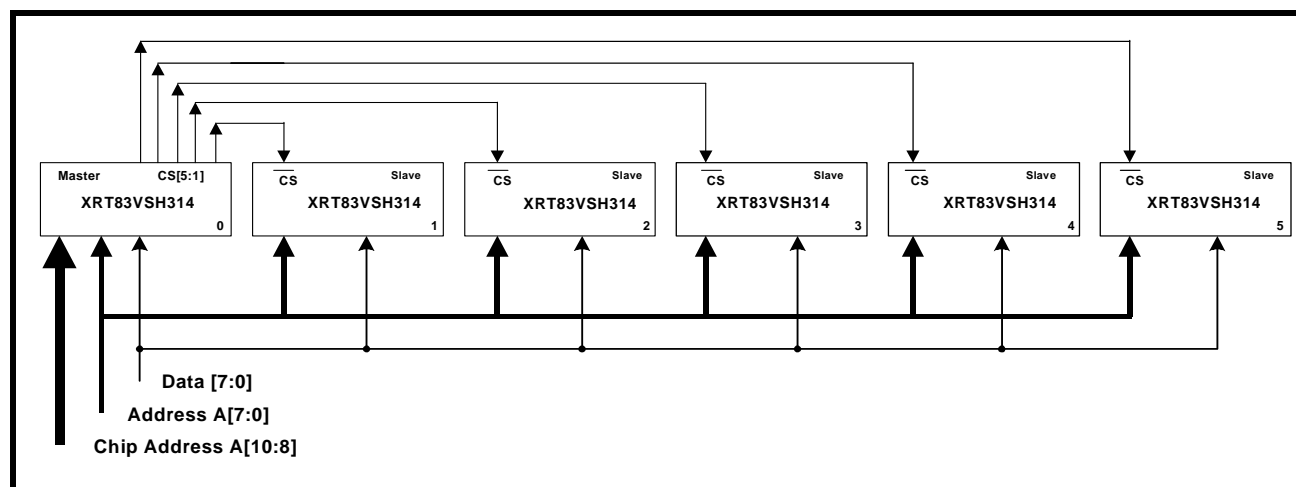 Master CS[5:1]
XRT83VSH314
0
CS Slave
XRT83VSH314
1
CS Slave
XRT83VSH314
2
CS Slave
XRT83VSH314
3
CS Slave
XRT83VSH314
4
CS Slave
XRT83VSH314
5
Data [7:0]
Address A[7:0]
Chip Address A[10:8]